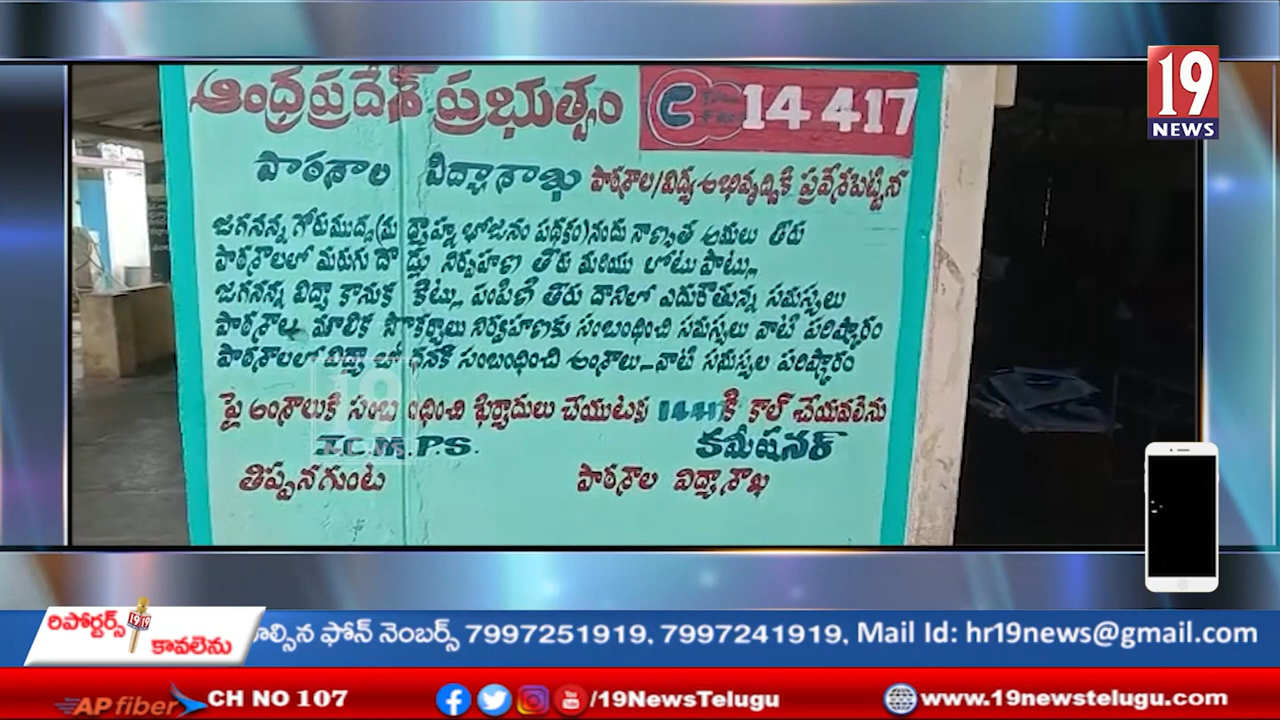 19
NEWS
ఆంధ్రప్రదేశ్ ప్రభుత్వం
14417
పాఠశాల విద్యాశాఖ పాఠశాల/విద్య అభివృద్ధికి ప్రవేశపెట్టిన
జగనన్న గోరుముద్ద(మధ్యాహ్న భోజనం పథకం)నందు నాణ్యత అమలు తీరు
పాఠశాలలో మరుగుదొడ్లు నిర్వహణ తీరు మరియు లోటు పాట్లు..
జగనన్న విద్యా కానుక కిట్లు.. పంపిణీ తీరు దానిలో ఎదురౌతున్న సమస్యలు
పాఠశాల మౌలిక సౌకర్యాలు నిర్వహణకు సంబంధించి సమస్యలు వాటి పరిష్కారం
పాఠశాలలో విద్యా బోధనకి సంబంధించి అంశాలు-వాటి సమస్యల పరిష్కారం
పై అంశాలుకి సంబంధించి ఫిర్యాదులు చేయుటకు 14417కి కాల్ చేయవలెను
I.C.M.P.S. కమీషనర్
తిప్పనగుంట పాఠశాల విద్యాశాఖ
రిపోర్టర్స్ కావలెను
ఫోన్ నెంబర్స్ 7997251919, 7997241919, Mail Id: hr19news@gmail.com
AP fiber CH NO 107 /19NewsTelugu www.19newstelugu.com